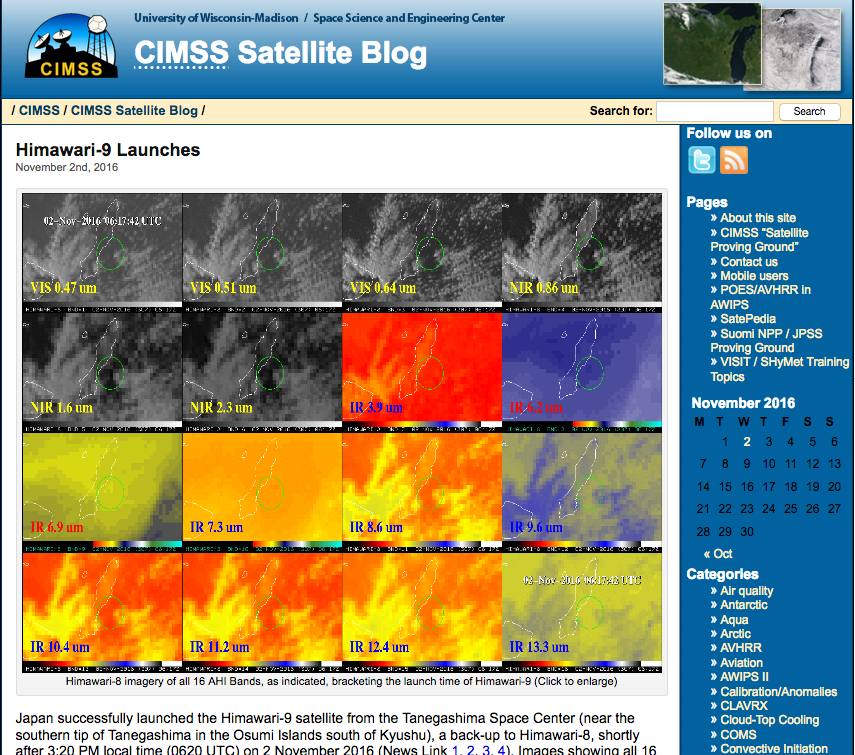 University of Wisconsin-Madison / Space Science and Engineering Center
CIMSS Satellite Blog
CIMSS
/ CIMSS / CIMSS Satellite Blog /
Search for:
Search
Himawari-9 Launches
November 2nd, 2016
02-Nov-2016 06:17:42 UTC
VIS 0.47 um
VIS 0.51 um
VIS 0.64 um
NIR 0.86 um
NIR 1.6 um
NIR 2.3 um
IR 3.9 um
IR 6.2 um
IR 6.9 um
IR 7.3 um
IR 8.6 um
IR 9.6 um
02-Nov-2016 06:17:42 UTC
IR 10.4 um
IR 11.2 um
IR 12.4 um
IR 13.3 um
Himawari-8 imagery of all 16 AHI Bands, as indicated, bracketing the launch time of Himawari-9 (Click to enlarge)
Japan successfully launched the Himawari-9 satellite from the Tanegashima Space Center (near the
southern tip of Tanegashima in the Osumi Islands south of Kyushu), a back-up to Himawari-8, shortly
after 3:20 PM local time (0620 UTC) on 2 November 2016 (News Link 1, 2, 3, 4). Images showing all 16
Follow us on
Pages
» About this site
» CIMSS “Satellite
Proving Ground”
» Contact us
» Mobile users
» POES/AVHRR in
AWIPS
» SatePedia
» Suomi NPP / JPSS
Proving Ground
» VISIT / SHyMet Training
Topics
November 2016
M T W T F S S
1 2 3 4 5 6
7 8 9 10 11 12 13
14 15 16 17 18 19 20
21 22 23 24 25 26 27
28 29 30
« Oct
Categories
» Air quality
» Antarctic
» Aqua
» Arctic
» AVHRR
» Aviation
» AWIPS II
» Calibration/Anomalies
» CLAVRX
» Cloud-Top Cooling
» COMS
» Convective Initiation